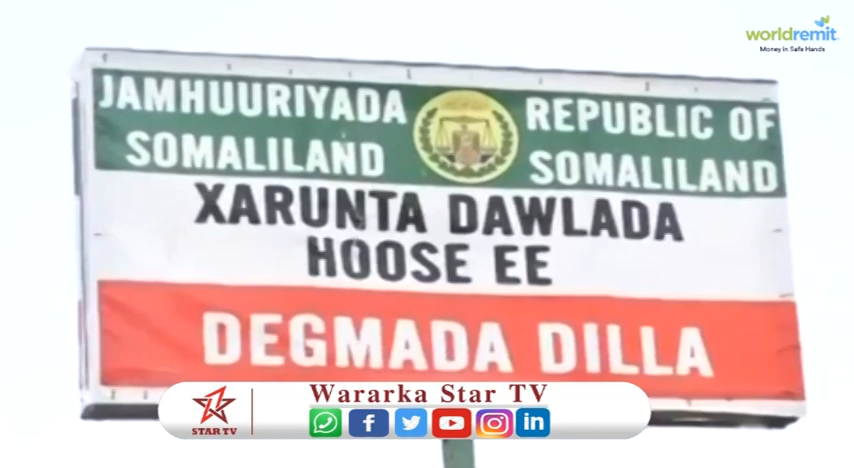 worldremit
Money in Safe Hands
JAMHUURIYADA
SOMALILAND
REPUBLIC OF
SOMALILAND
XARUNTA DAWLADA
HOOSE EE
DEGMADA DILLA
STAR TV
Wararka Star TV